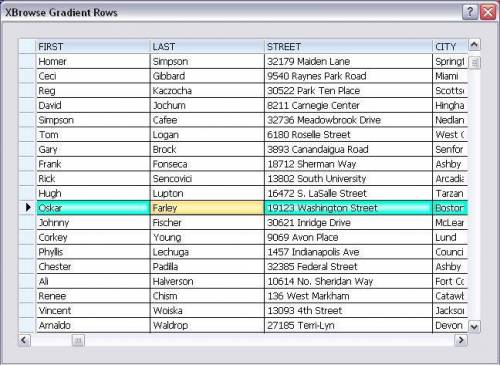 XBrowse Gradient Rows
FIRST LAST STREET CITY
Homer Simpson 32179 Maiden Lane Springf
Ceci Gibbard 9540 Raynes Park Road Miami
Reg Kaczocha 30522 Park Ten Place Scotts
David Jochum 8211 Carnegie Center Hingha
Simpson Cafee 32736 Meadowbrook Drive Nedlan
Tom Logan 6180 Roselle Street West C
Gary Brock 3893 Canandaigua Road Senfor
Frank Fonseca 18712 Sherman Way Ashby
Rick Sencovici 13802 South University Arcadia
Hugh Lupton 16472 S. LaSalle Street Tarzan
Oskar Farley 19123 Washington Street Boston
Johnny Fischer 30621 Inridge Drive McLear
Corkey Young 9069 Avon Place Lund
Phyllis Lechuga 1457 Indianapolis Ave Counci
Chester Padilla 32385 Federal Street Ashby
Ali Halverson 10614 No. Sheridan Way Fort Co
Renee Chism 136 West Markham Catawb
Vincent Woiska 13093 4th Street Jackso
Arnaldo Waldrop 27185 Terri-Lyn Devon